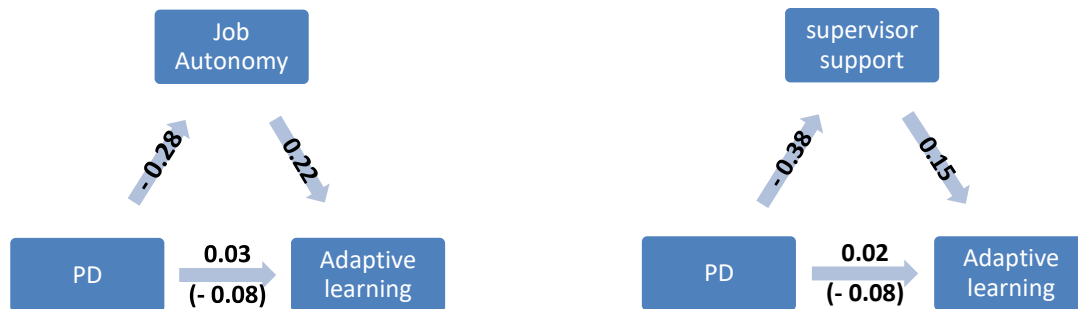 Job
Autonomy
- 0.28
0.22
PD
0.03
(- 0.08)
Adaptive
learning
supervisor
support
- 0.38
0.15
PD
0.02
(- 0.08)
Adaptive
learning